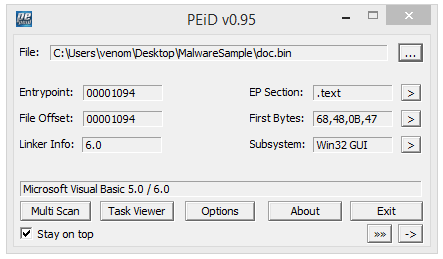 PEiD v0.95
File: C:\Users\venom\Desktop\MalwareSample\doc.bin ...
Entrypoint: 00001094 EP Section: .text >
File Offset: 00001094 First Bytes: 68,48,0B,47 >
Linker Info: 6.0 Subsystem: Win32 GUI >
Microsoft Visual Basic 5.0 / 6.0
Multi Scan Task Viewer Options About Exit
Stay on top »» ->